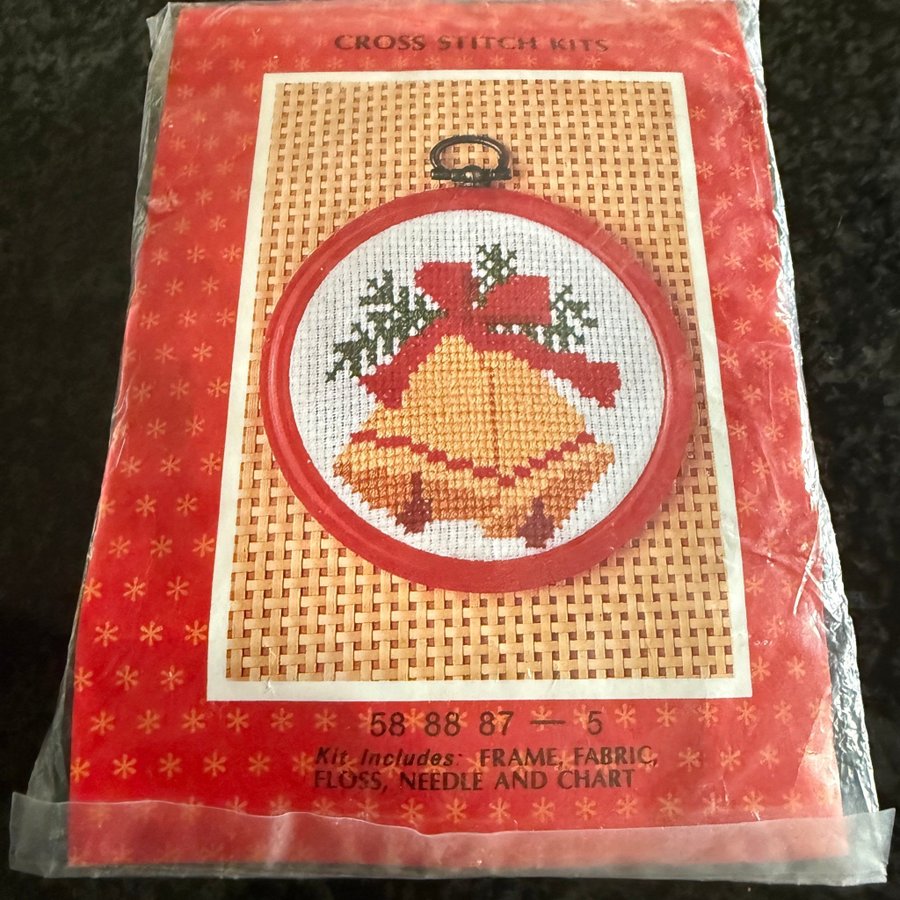 CROSS STITCH KITS
58 88 87 — 5
Kit Includes: FRAME, FABRIC,
FLOSS, NEEDLE AND CHART